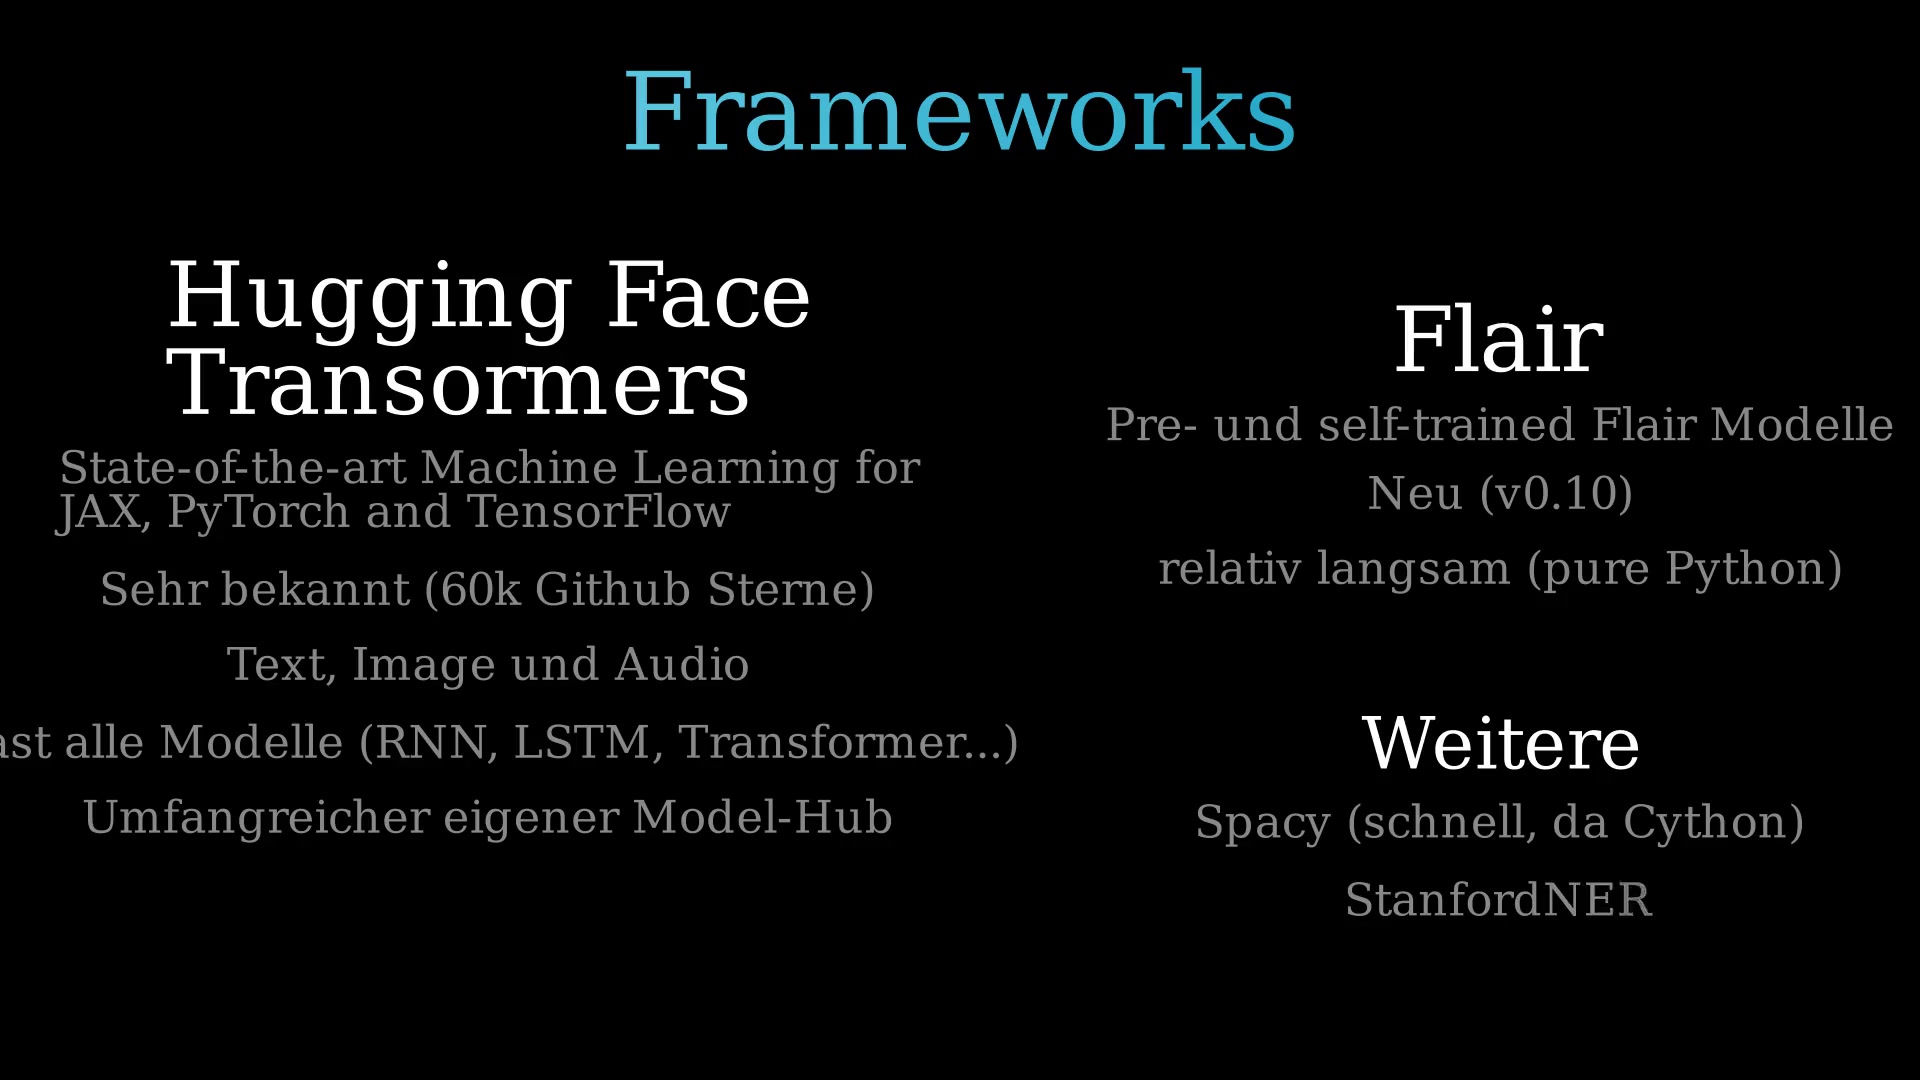 Frameworks
Hugging Face
Transormers
State-of-the-art Machine Learning for
JAX, PyTorch and TensorFlow
Sehr bekannt (60k Github Sterne)
Text, Image und Audio
alle Modelle (RNN, LSTM, Transformer...)
Umfangreicher eigener Model-Hub
Flair
Pre- und self-trained Flair Modelle
Neu (v0.10)
relativ langsam (pure Python)
Weitere
Spacy (schnell, da Cython)
StanfordNER